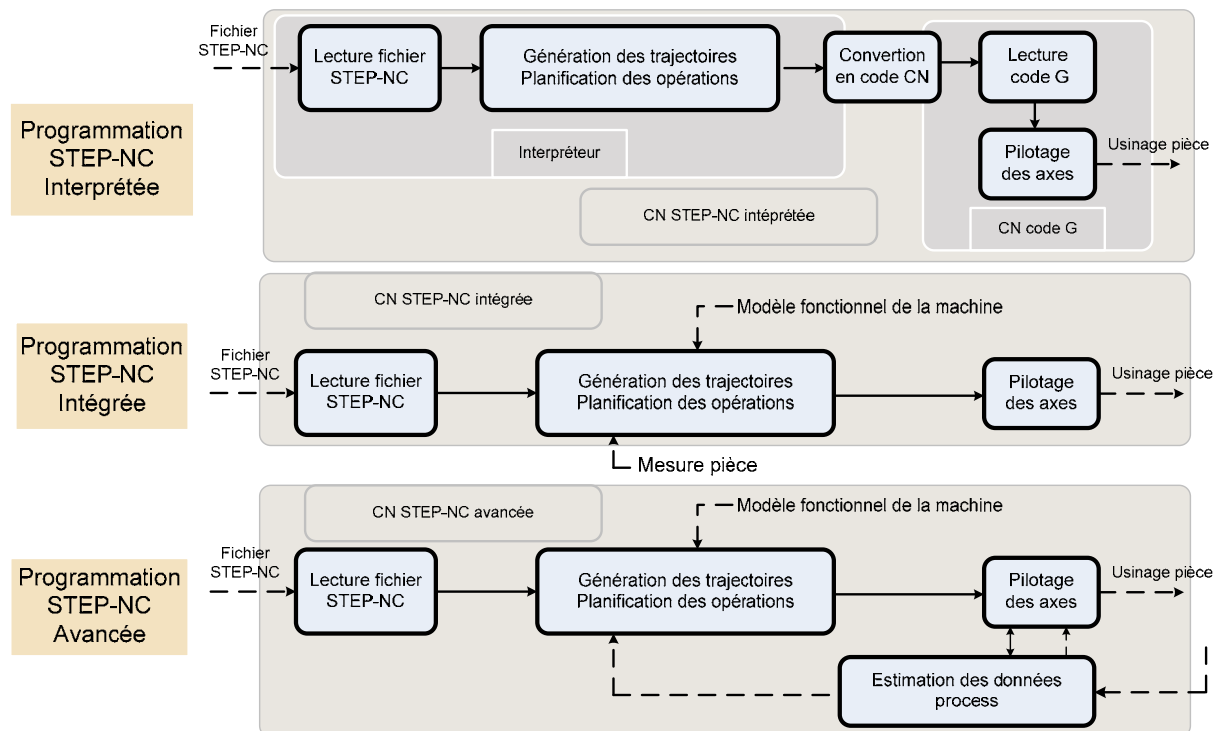 Fichier
STEP-NC
Lecture fichier
STEP-NC
Génération des trajectoires
Planification des opérations
Convertion
en code CN
Lecture
code G
Programmation
STEP-NC
Interprétée
Interpréteur
Pilotage
des axes
Usinage pièce
CN STEP-NC intéprétée
CN code G
CN STEP-NC intégrée
Modèle fonctionnel de la machine
Programmation
STEP-NC
Intégrée
Fichier
STEP-NC
Lecture fichier
STEP-NC
Génération des trajectoires
Planification des opérations
Pilotage
des axes
Usinage pièce
Mesure pièce
CN STEP-NC avancée
Modèle fonctionnel de la machine
Programmation
STEP-NC
Avancée
Fichier
STEP-NC
Lecture fichier
STEP-NC
Génération des trajectoires
Planification des opérations
Pilotage
des axes
Usinage pièce
Estimation des données
process